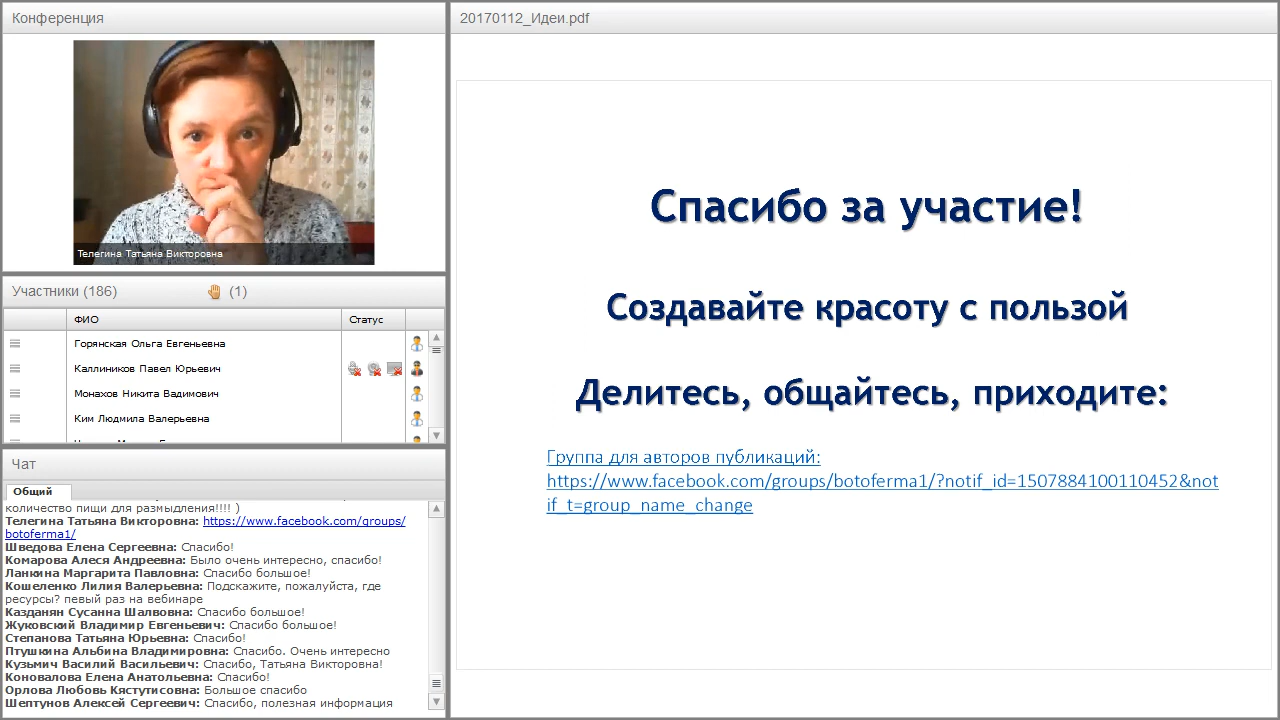 Конференция
Телегина Татьяна Викторовна
Участники (186) (1)
ФИО Статус
Горянская Ольга Евгеньевна
Каллиников Павел Юрьевич
Монахов Никита Вадимович
Ким Людмила Валерьевна
Чат
Общий
количество пищи для размыдления!!!! )
Телегина Татьяна Викторовна: https://www.facebook.com/groups/
botoferma1/
Шведова Елена Сергеевна: Спасибо!
Комарова Алеся Андреевна: Было очень интересно, спасибо!
Ланкина Маргарита Павловна: Спасибо большое!
Кошеленко Лилия Валерьевна: Подскажите, пожалуйста, где
ресурсы? певый раз на вебинаре
Казданян Сусанна Шалвовна: Спасибо большое!
Жуковский Владимир Евгеньевич: Спасибо большое!
Степанова Татьяна Юрьевна: Спасибо!
Птушкина Альбина Владимировна: Спасибо. Очень интересно
Кузьмич Василий Васильевич: Спасибо, Татьяна Викторовна!
Коновалова Елена Анатольевна: Спасибо!
Орлова Любовь Кястутисовна: Большое спасибо
Шептунов Алексей Сергеевич: Спасибо, полезная информация
20170112_Идеи.pdf
Спасибо за участие!
Создавайте красоту с пользой
Делитесь, общайтесь, приходите:
Группа для авторов публикаций:
https://www.facebook.com/groups/botoferma1/?notif_id=1507884100110452&not
if_t=group_name_change